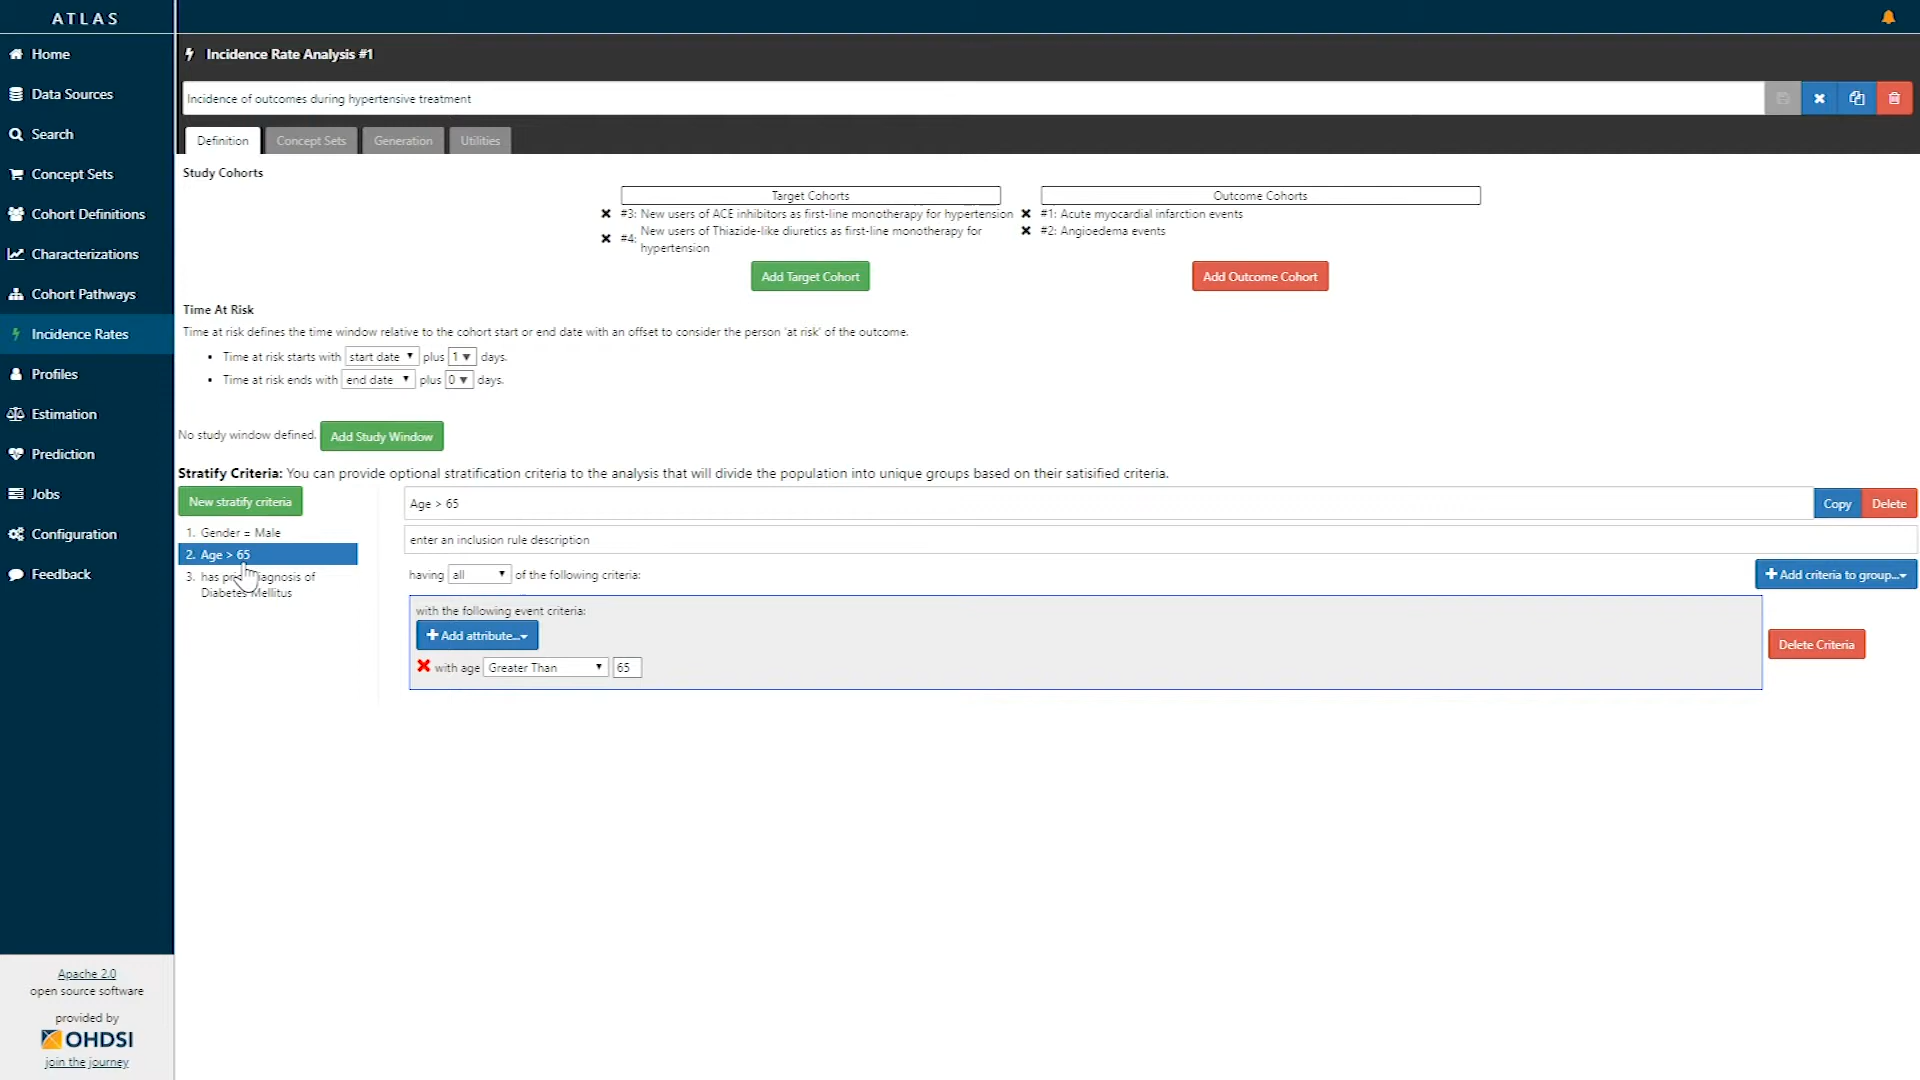 ATLAS
Home
Data Sources
Search
Concept Sets
Cohort Definitions
Characterizations
Cohort Pathways
Incidence Rates
Profiles
Estimation
Prediction
Jobs
Configuration
Feedback
Apache 2.0
open source software
provided by
OHDSI
join the journey
Incidence Rate Analysis #1
Incidence of outcomes during hypertensive treatment
Definition Concept Sets Generation Utilities
Study Cohorts
Target Cohorts
#3: New users of ACE inhibitors as first-line monotherapy for hypertension
#4: New users of Thiazide-like diuretics as first-line monotherapy for
hypertension
Add Target Cohort
Outcome Cohorts
#1: Acute myocardial infarction events
#2: Angioedema events
Add Outcome Cohort
Time At Risk
Time at risk defines the time window relative to the cohort start or end date with an offset to consider the person 'at risk' of the outcome.
• Time at risk starts with start date plus 1 days.
• Time at risk ends with end date plus 0 days.
No study window defined. Add Study Window
Stratify Criteria: You can provide optional stratification criteria to the analysis that will divide the population into unique groups based on their satisified criteria.
New stratify criteria
1. Gender = Male
2. Age > 65
3. has diagnosis of
Diabetes Mellitus
Age > 65 Copy Delete
enter an inclusion rule description
having all of the following criteria: Add criteria to group...
with the following event criteria:
Add attribute...
with age Greater Than 65
Delete Criteria